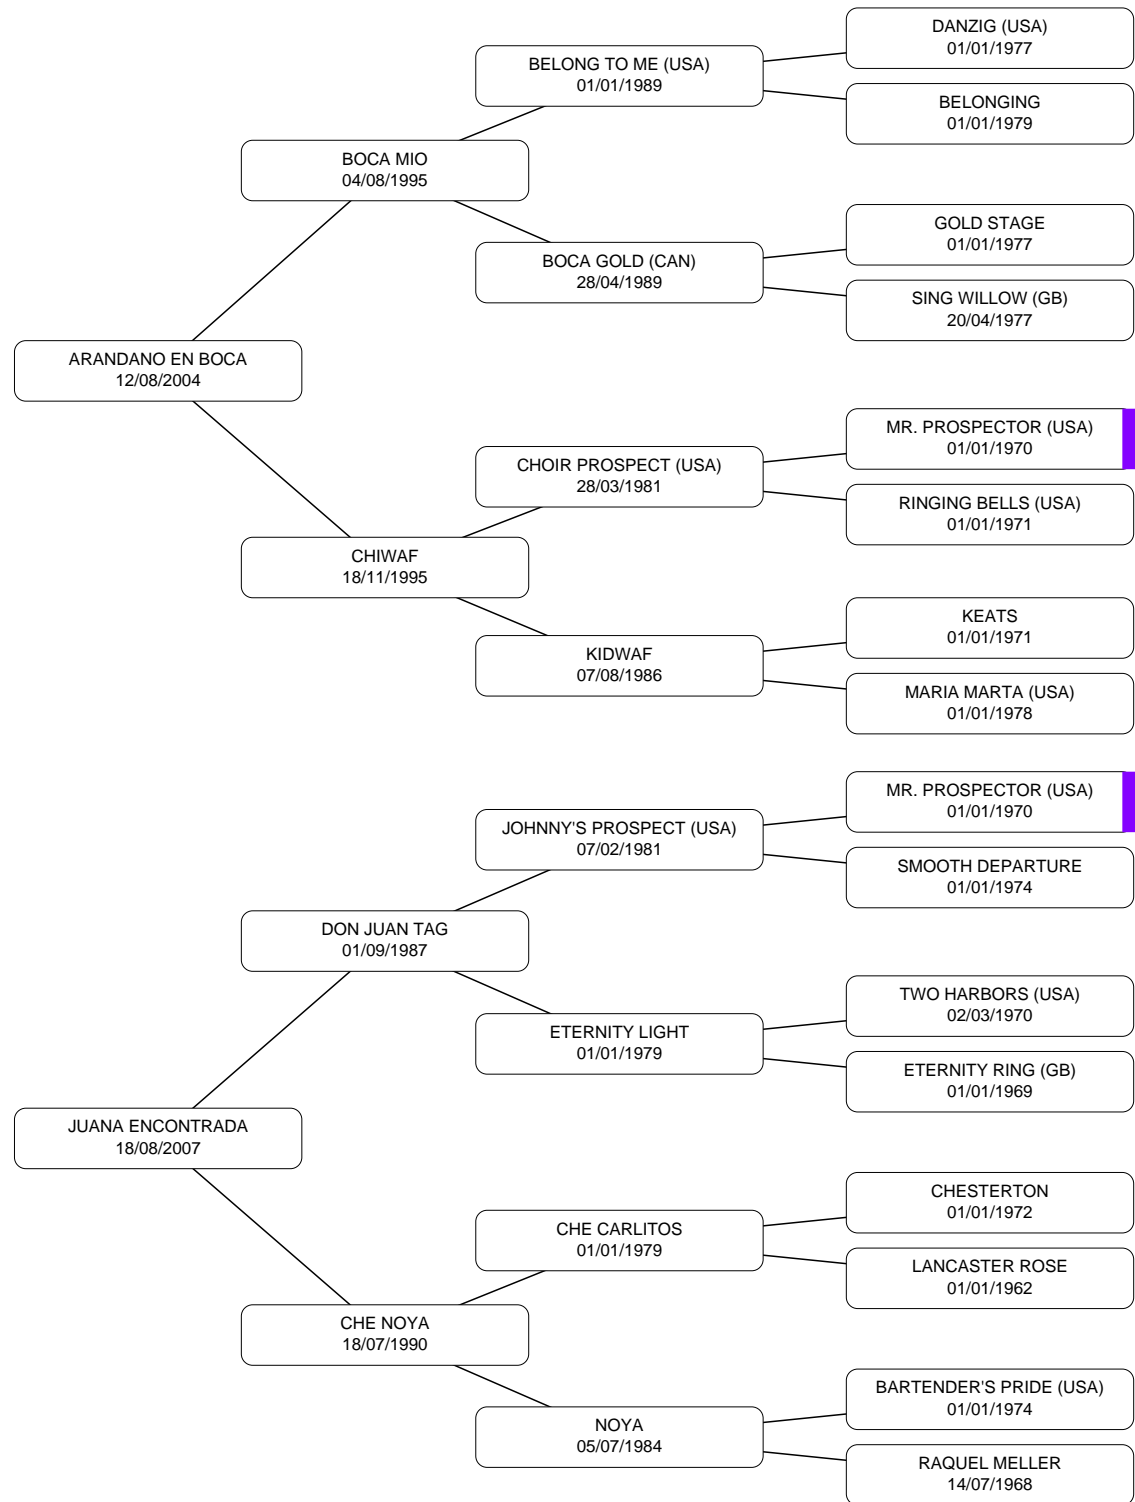 DANZIG (USA)
01/01/1977
BELONG TO ME (USA)
01/01/1989
BELONGING
01/01/1979
BOCA MIO
04/08/1995
GOLD STAGE
01/01/1977
BOCA GOLD (CAN)
28/04/1989
SING WILLOW (GB)
20/04/1977
ARANDANO EN BOCA
12/08/2004
MR. PROSPECTOR (USA)
01/01/1970
CHOIR PROSPECT (USA)
28/03/1981
RINGING BELLS (USA)
01/01/1971
CHIWAF
18/11/1995
KEATS
01/01/1971
KIDWAF
07/08/1986
MARIA MARTA (USA)
01/01/1978
MR. PROSPECTOR (USA)
01/01/1970
JOHNNY'S PROSPECT (USA)
07/02/1981
SMOOTH DEPARTURE
01/01/1974
DON JUAN TAG
01/09/1987
TWO HARBORS (USA)
02/03/1970
ETERNITY LIGHT
01/01/1979
ETERNITY RING (GB)
01/01/1969
JUANA ENCONTRADA
18/08/2007
CHESTERTON
01/01/1972
CHE CARLITOS
01/01/1979
LANCASTER ROSE
01/01/1962
CHE NOYA
18/07/1990
BARTENDER'S PRIDE (USA)
01/01/1974
NOYA
05/07/1984
RAQUEL MELLER
14/07/1968